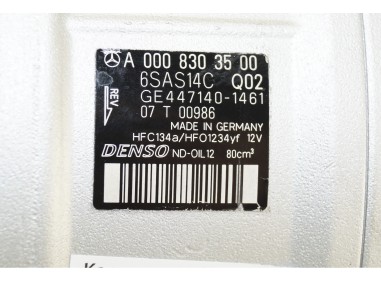 A 000 830 35 00
6SAS14C Q02
REV
GE447140-1461
07 T 00986
MADE IN GERMANY
HFC134a/HFO1234yf 12V
DENSO ND-OIL12 80cm³